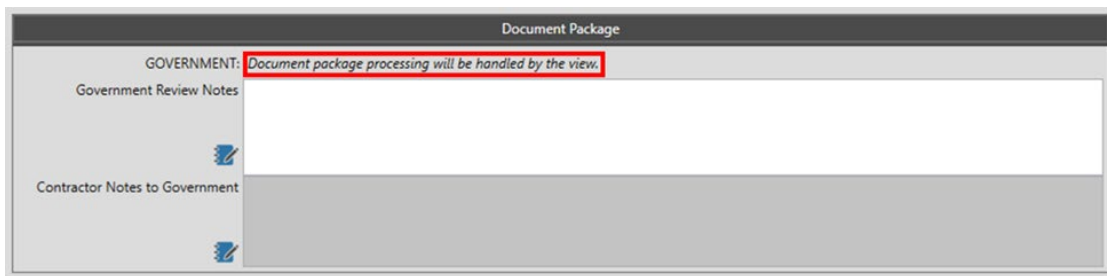 Document Package
GOVERNMENT: Document package processing will be handled by the view.
Government Review Notes
Contractor Notes to Government